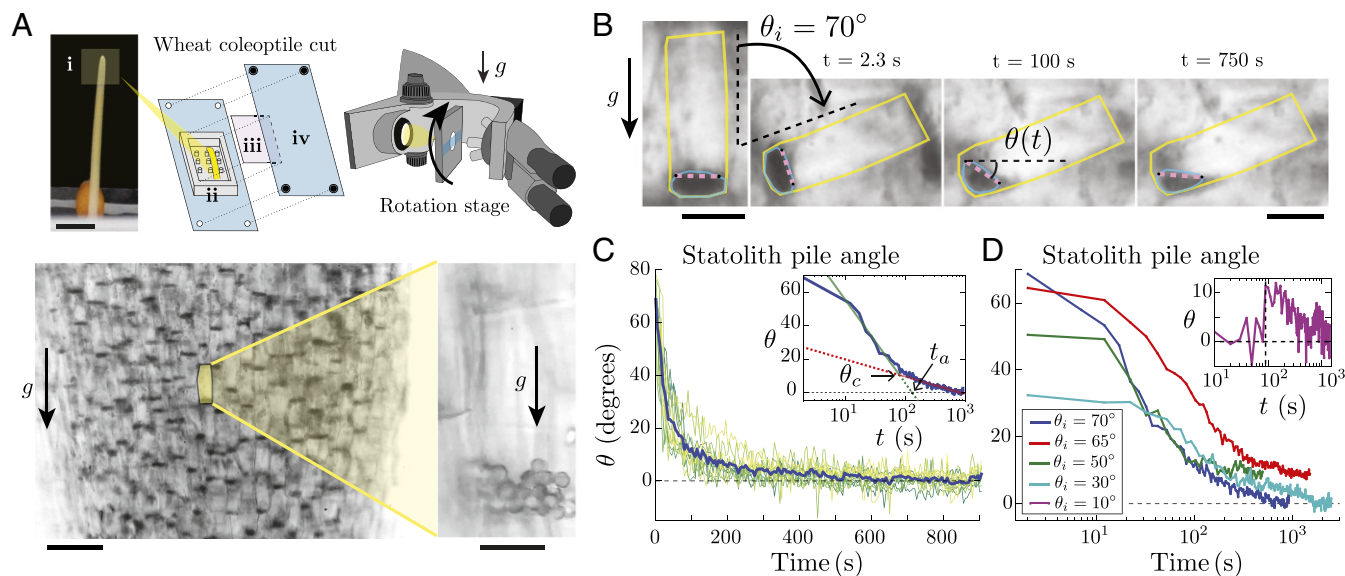 A
i
Wheat coleoptile cut
g
iii
iv
ii
Rotation stage
g
g
B
g
θi = 70°
t = 2.3 s
t = 100 s
t = 750 s
θ(t)
C
Statolith pile angle
80
60
40
20
0
θ (degrees)
0
200
400
600
800
Time (s)
θ
60
40
20
0
θc
ta
10¹
10²
10³
t (s)
D
Statolith pile angle
60
40
20
0
θi = 70°
θi = 65°
θi = 50°
θi = 30°
θi = 10°
10¹
10²
10³
Time (s)
θ
10
0
10¹
10²
10³
t (s)